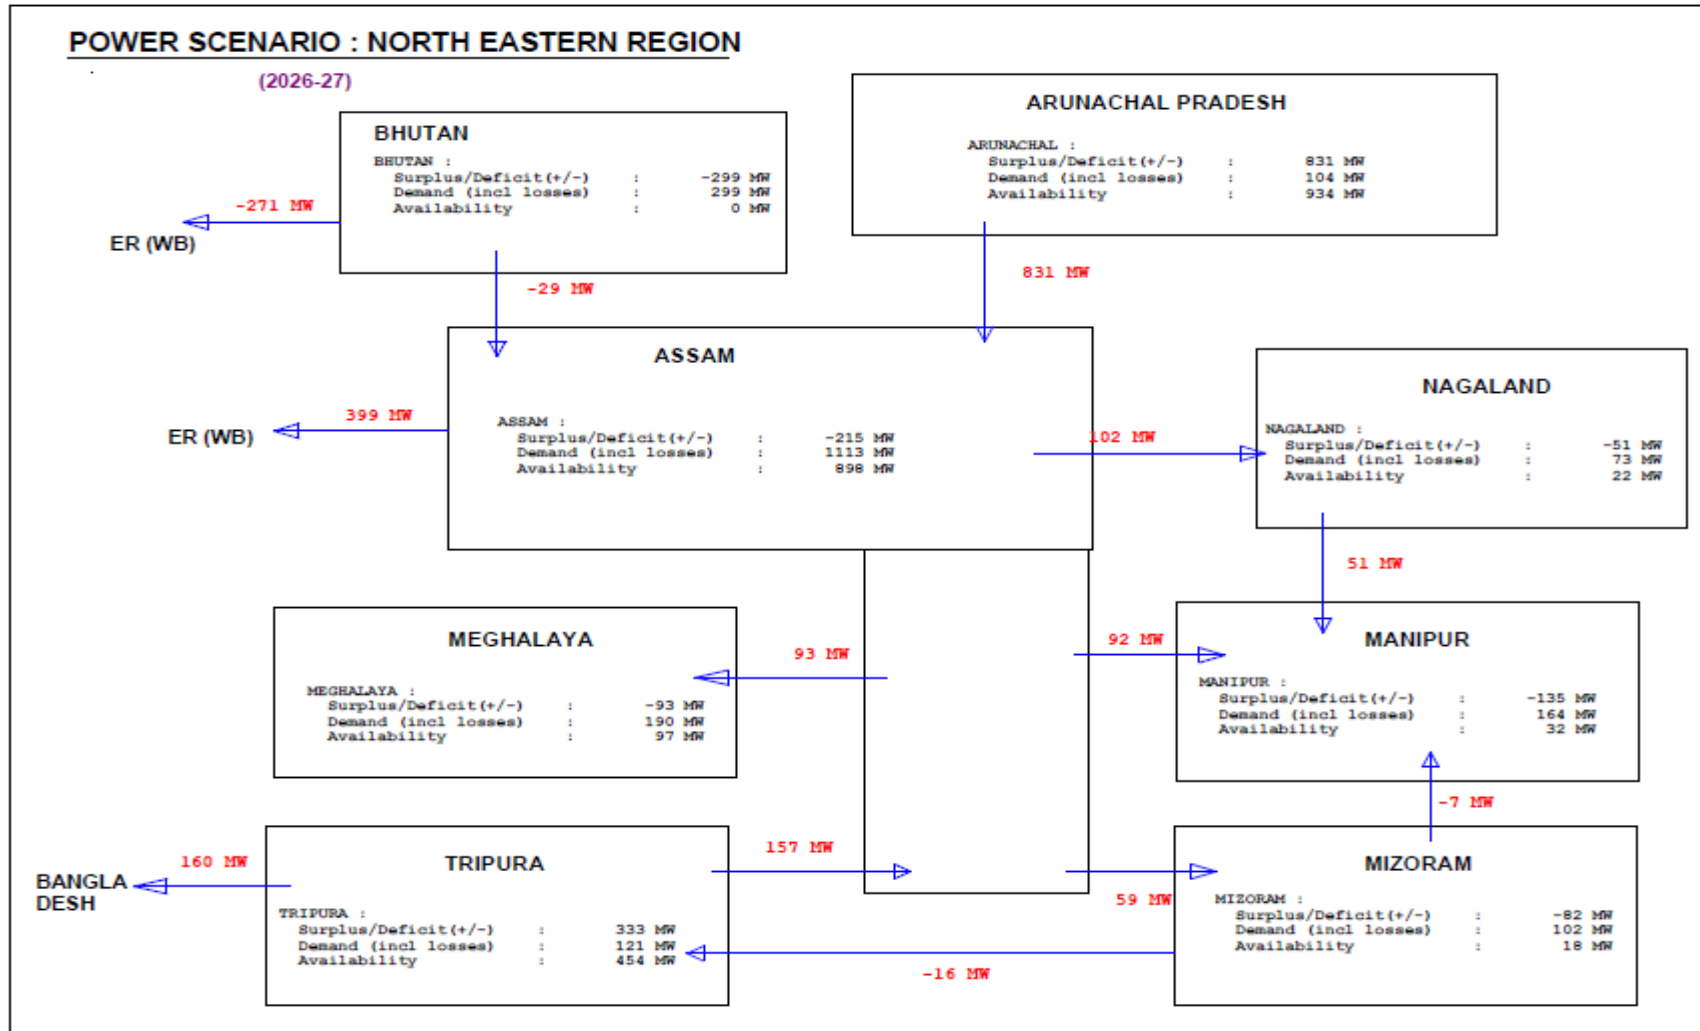 POWER SCENARIO : NORTH EASTERN REGION
(2026-27)
BHUTAN
BHUTAN :
Surplus/Deficit(+/-) : -299 MW
Demand (incl losses) : 299 MW
Availability : 0 MW
-271 MW
ER (WB)
-29 MW
ARUNACHAL PRADESH
ARUNACHAL :
Surplus/Deficit(+/-) : 831 MW
Demand (incl losses) : 104 MW
Availability : 934 MW
831 MW
ASSAM
ASSAM :
Surplus/Deficit(+/-) : -215 MW
Demand (incl losses) : 1113 MW
Availability : 898 MW
399 MW
ER (WB)
102 MW
NAGALAND
NAGALAND :
Surplus/Deficit(+/-) : -51 MW
Demand (incl losses) : 73 MW
Availability : 22 MW
51 MW
MEGHALAYA
MEGHALAYA :
Surplus/Deficit(+/-) : -93 MW
Demand (incl losses) : 190 MW
Availability : 97 MW
93 MW
92 MW
MANIPUR
MANIPUR :
Surplus/Deficit(+/-) : -135 MW
Demand (incl losses) : 164 MW
Availability : 32 MW
-7 MW
BANGLA
DESH
160 MW
TRIPURA
TRIPURA :
Surplus/Deficit(+/-) : 333 MW
Demand (incl losses) : 121 MW
Availability : 454 MW
157 MW
59 MW
-16 MW
MIZORAM
MIZORAM :
Surplus/Deficit(+/-) : -82 MW
Demand (incl losses) : 102 MW
Availability : 18 MW